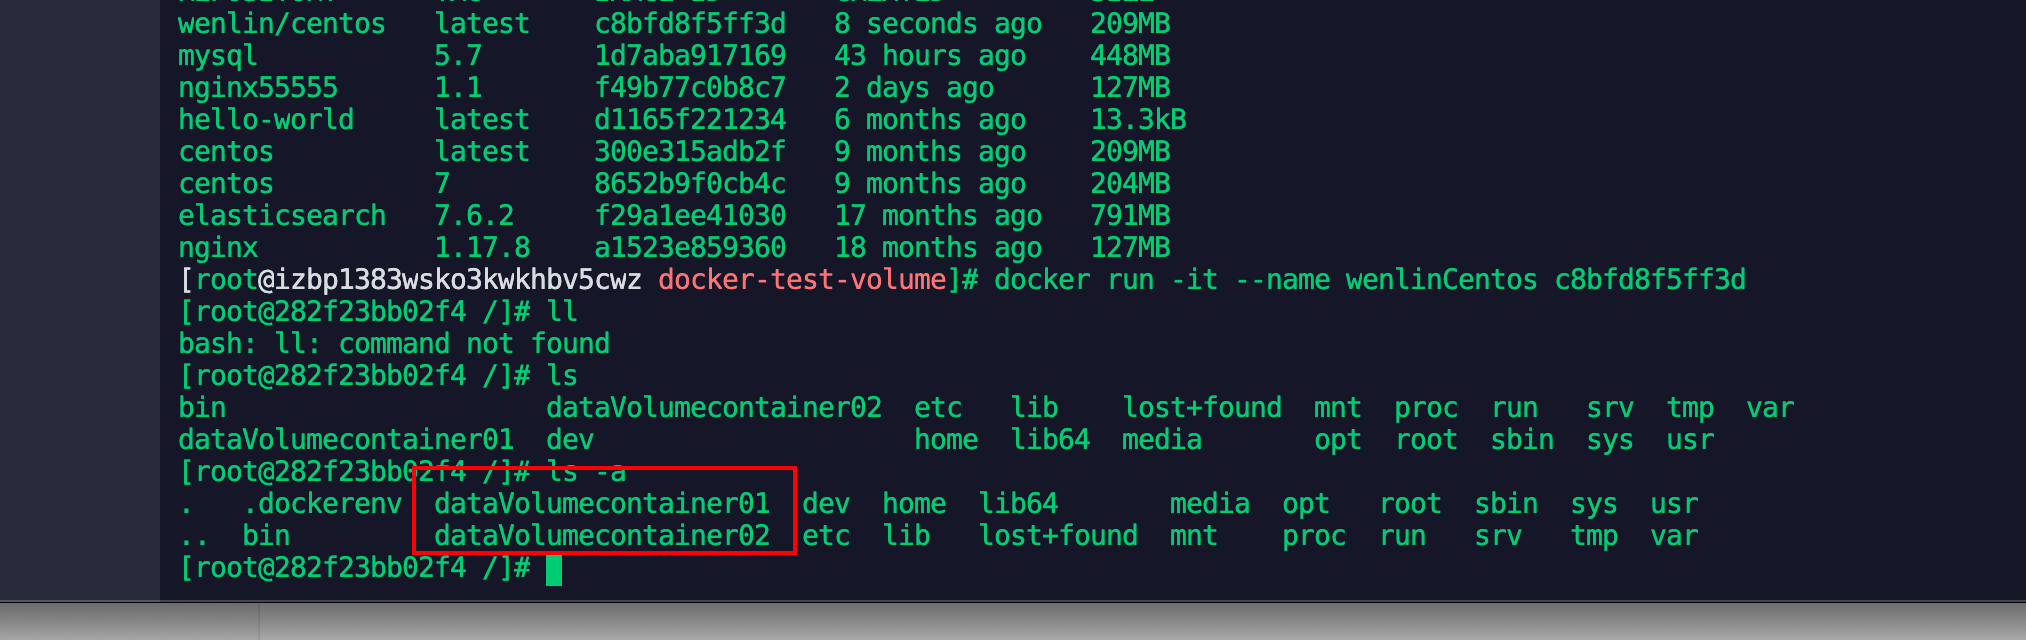 wenlin/centos   latest    c8bfd8f5ff3d   8 seconds ago   209MB
mysql           5.7       1d7aba917169   43 hours ago    448MB
nginx55555      1.1       f49b77c0b8c7   2 days ago      127MB
hello-world     latest    d1165f221234   6 months ago    13.3kB
centos          latest    300e315adb2f   9 months ago    209MB
centos          7         8652b9f0cb4c   9 months ago    204MB
elasticsearch   7.6.2     f29a1ee41030   17 months ago   791MB
nginx           1.17.8    a1523e859360   18 months ago   127MB
[root@izbp1383wsko3kwkhbv5cwz docker-test-volume]# docker run -it --name wenlinCentos c8bfd8f5ff3d
[root@282f23bb02f4 /]# ll
bash: ll: command not found
[root@282f23bb02f4 /]# ls
bin                    dataVolumecontainer02  etc   lib    lost+found  mnt  proc  run   srv  tmp  var
dataVolumecontainer01  dev                    home  lib64  media       opt  root  sbin  sys  usr
[root@282f23bb02f4 /]# ls -a
.   .dockerenv  dataVolumecontainer01  dev  home  lib64       media  opt   root  sbin  sys  usr
..  bin         dataVolumecontainer02  etc  lib   lost+found  mnt    proc  run   srv   tmp  var
[root@282f23bb02f4 /]#